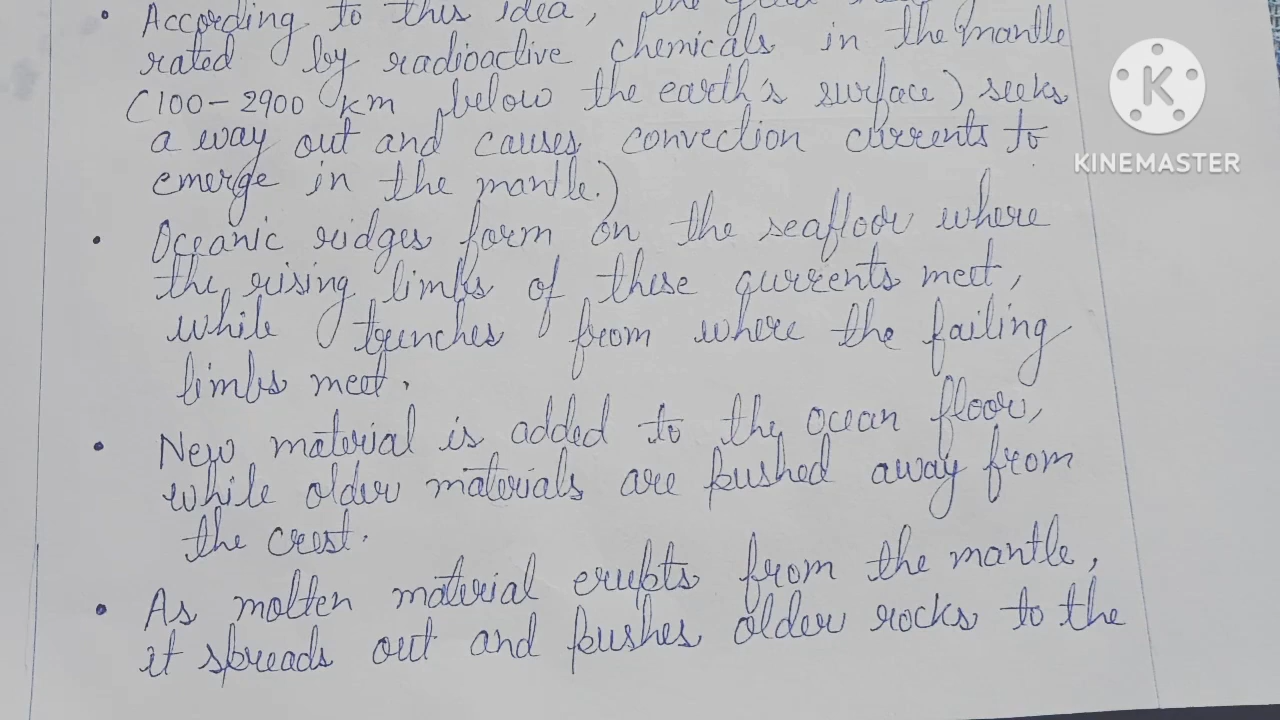 • According to this idea, the
rated by radioactive chemicals in the mantle
(100-2900 km below the earth's surface) seeks
a way out and causes convection currents to
emerge in the mantle.)
• Oceanic ridges form on the seafloor where
the rising limbs of these currents meet,
while trenches from where the failing
limbs meet.
• New material is added to the ocean floor,
while older materials are pushed away from
the crest.
• As molten material erupts from the mantle,
it spreads out and pushes older rocks to the
K
KINEMASTER